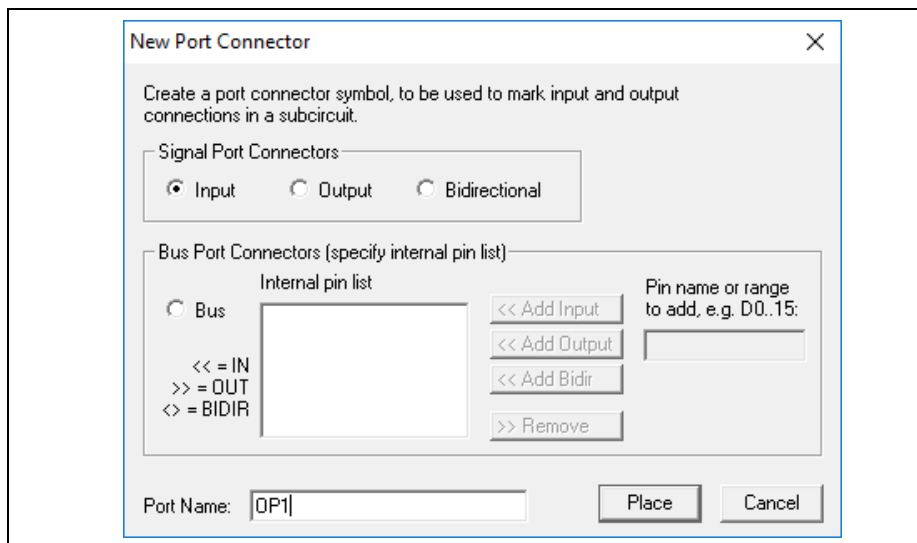 New Port Connector
Create a port connector symbol, to be used to mark input and output
connections in a subcircuit.
Signal Port Connectors
Input Output Bidirectional
Bus Port Connectors (specify internal pin list)
Internal pin list
Bus
<< = IN
>> = OUT
<> = BIDIR
<< Add Input
<< Add Output
<< Add Bidir
>> Remove
Pin name or range
to add, e.g. D0..15:
Port Name: OP1
Place Cancel